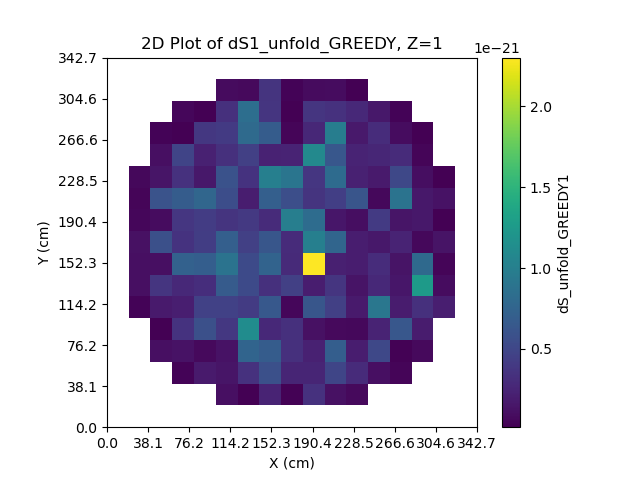 2D Plot of dS1_unfold_GREEDY, Z=1
1e−21
342.7
304.6
266.6
228.5
190.4
152.3
114.2
76.2
38.1
0.0
Y (cm)
0.0 38.1 76.2 114.2 152.3 190.4 228.5 266.6 304.6 342.7
X (cm)
2.0
1.5
1.0
0.5
dS_unfold_GREEDY1